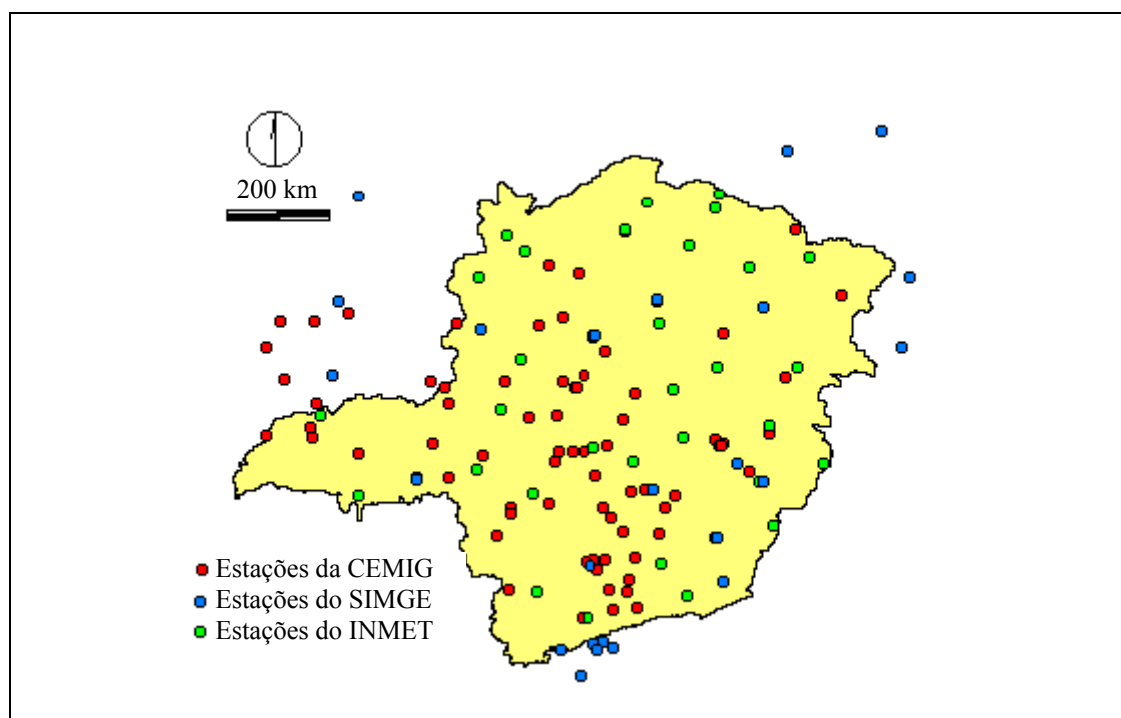 200 km
Estações da CEMIG
Estações do SIMGE
Estações do INMET